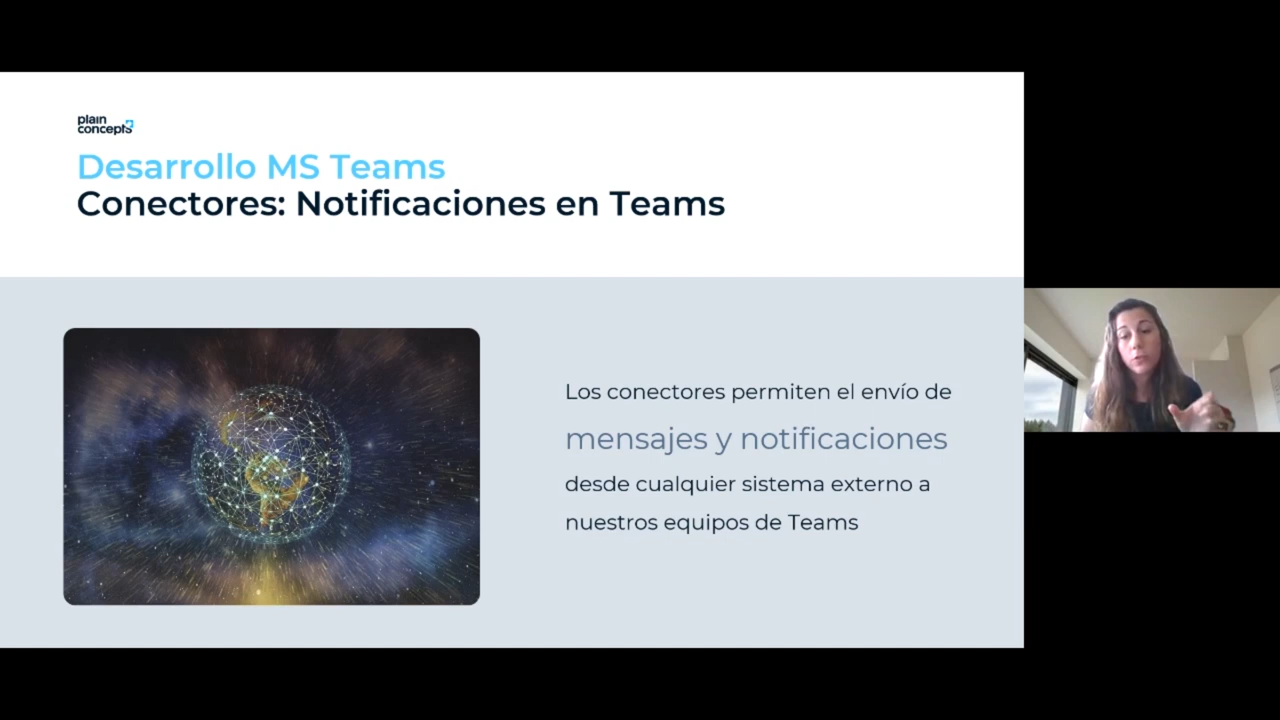 plain
concepts
Desarrollo MS Teams
Conectores: Notificaciones en Teams
Los conectores permiten el envío de
mensajes y notificaciones
desde cualquier sistema externo a
nuestros equipos de Teams